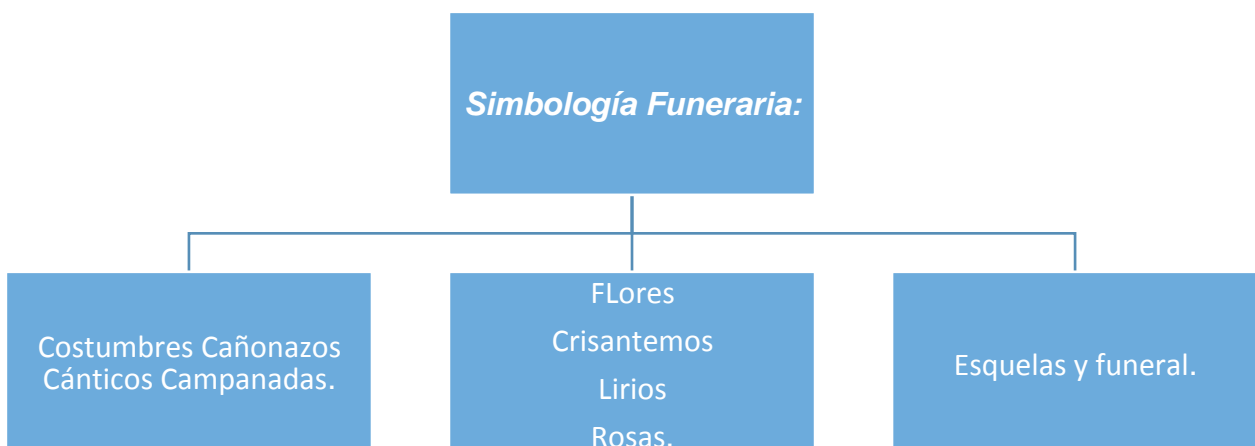 Simbología Funeraria:
Costumbres Cañonazos
Cánticos Campanadas.
FLores
Crisantemos
Lirios
Rosas.
Esquelas y funeral.